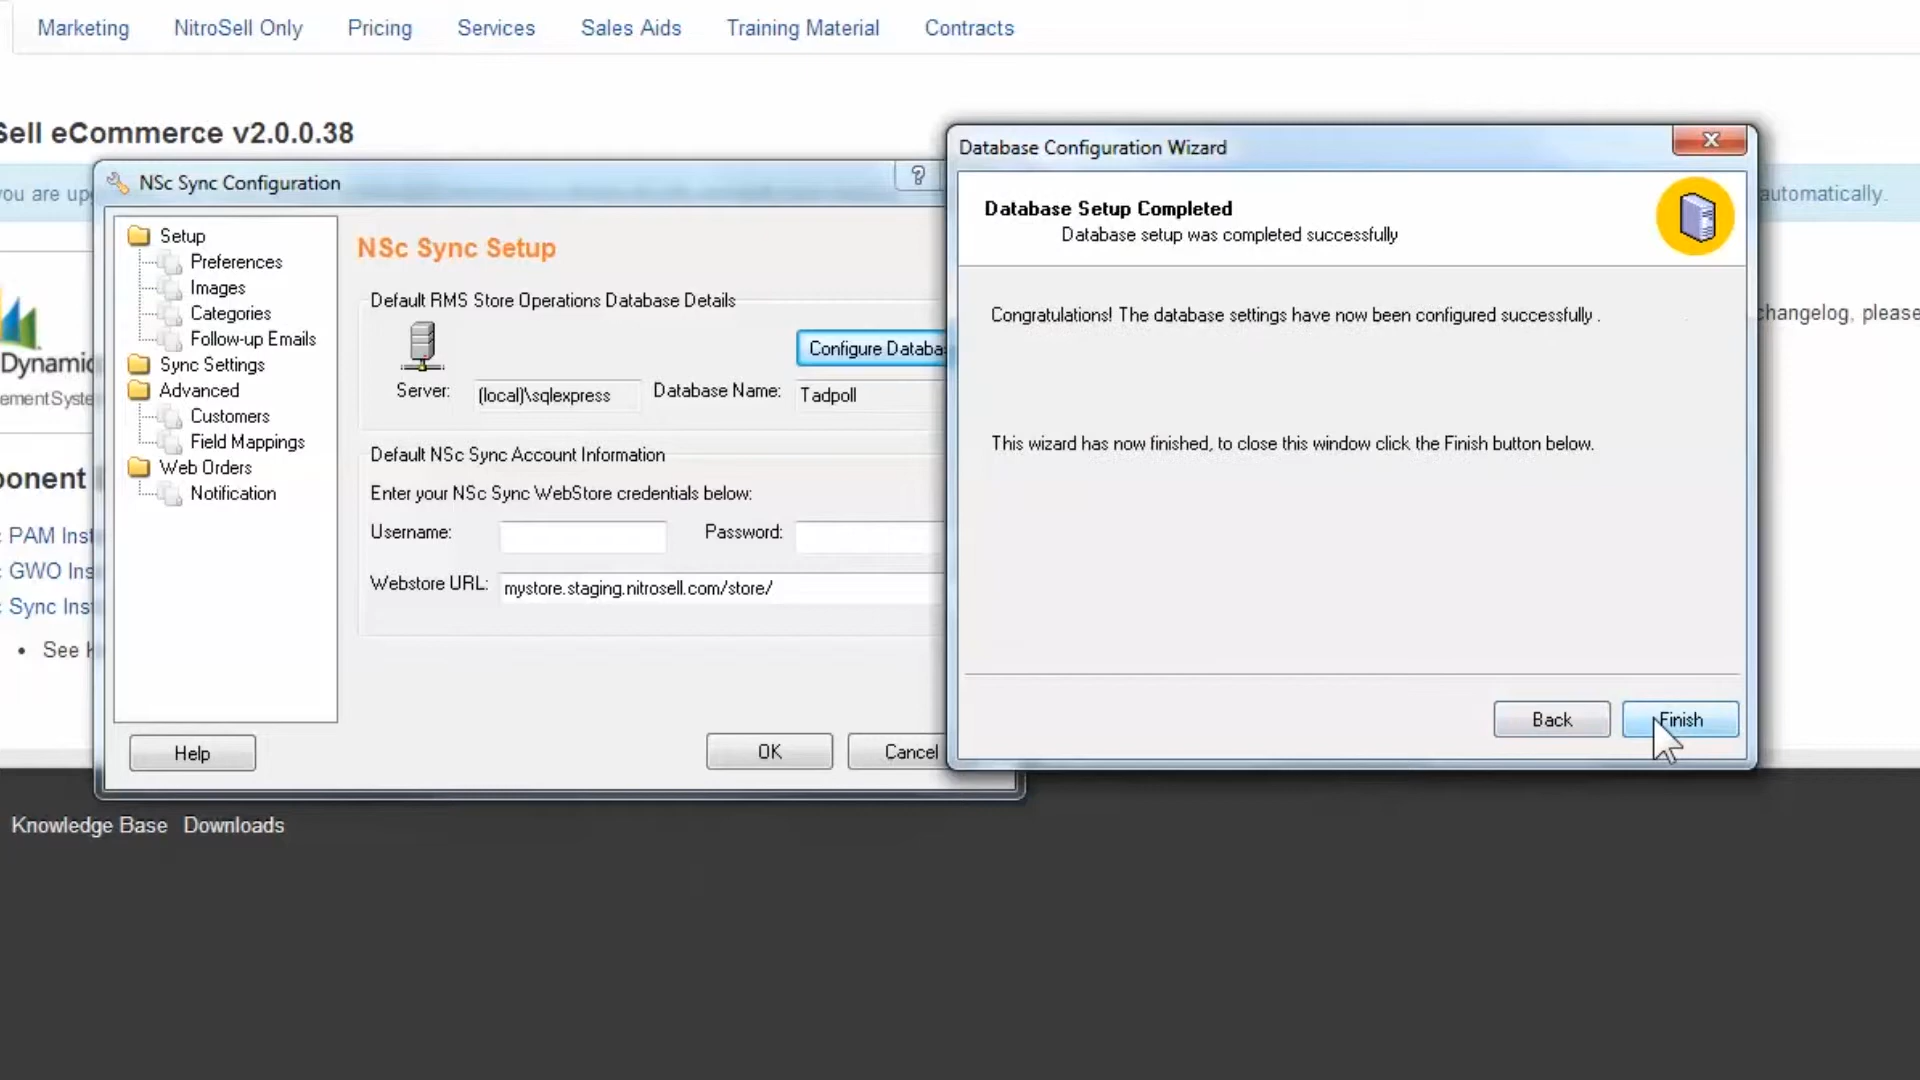 Marketing NitroSell Only Pricing Services Sales Aids Training Material Contracts
Sell eCommerce v2.0.0.38
you are up
automatically.
NSc Sync Configuration
?
Setup
Preferences
Images
Categories
Follow-up Emails
Sync Settings
Advanced
Customers
Field Mappings
Web Orders
Notification
NSc Sync Setup
Default RMS Store Operations Database Details
Configure Databa
Server: (local)\sqlexpress Database Name: Tadpoll
Default NSc Sync Account Information
Enter your NSc Sync WebStore credentials below:
Username: Password:
Webstore URL: mystore.staging.nitrosell.com/store/
Help OK Cancel
Database Configuration Wizard
Database Setup Completed
Database setup was completed successfully
Congratulations! The database settings have now been configured successfully .
This wizard has now finished, to close this window click the Finish button below.
Back Finish
changelog, please
Dynamic
ementSyste
ponent
PAM Inst
GWO Ins
Sync Inst
• See
Knowledge Base Downloads